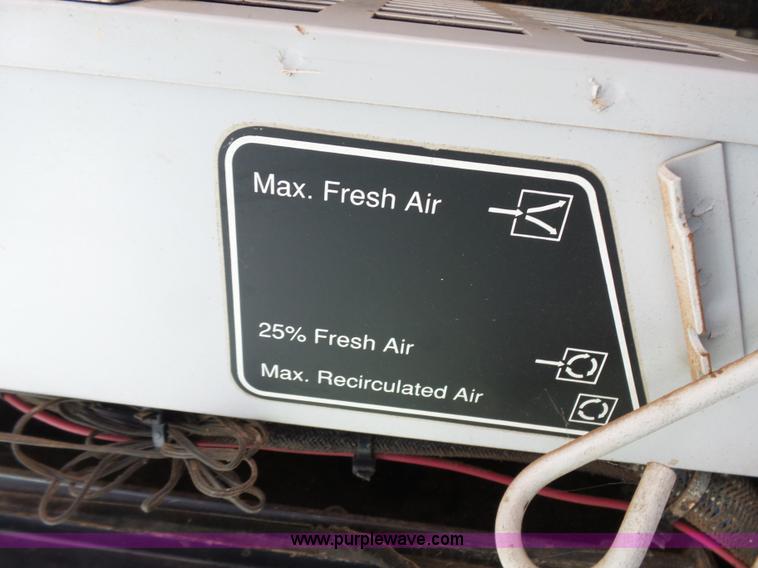 Max. Fresh Air
25% Fresh Air
Max. Recirculated Air
www.purplewave.com